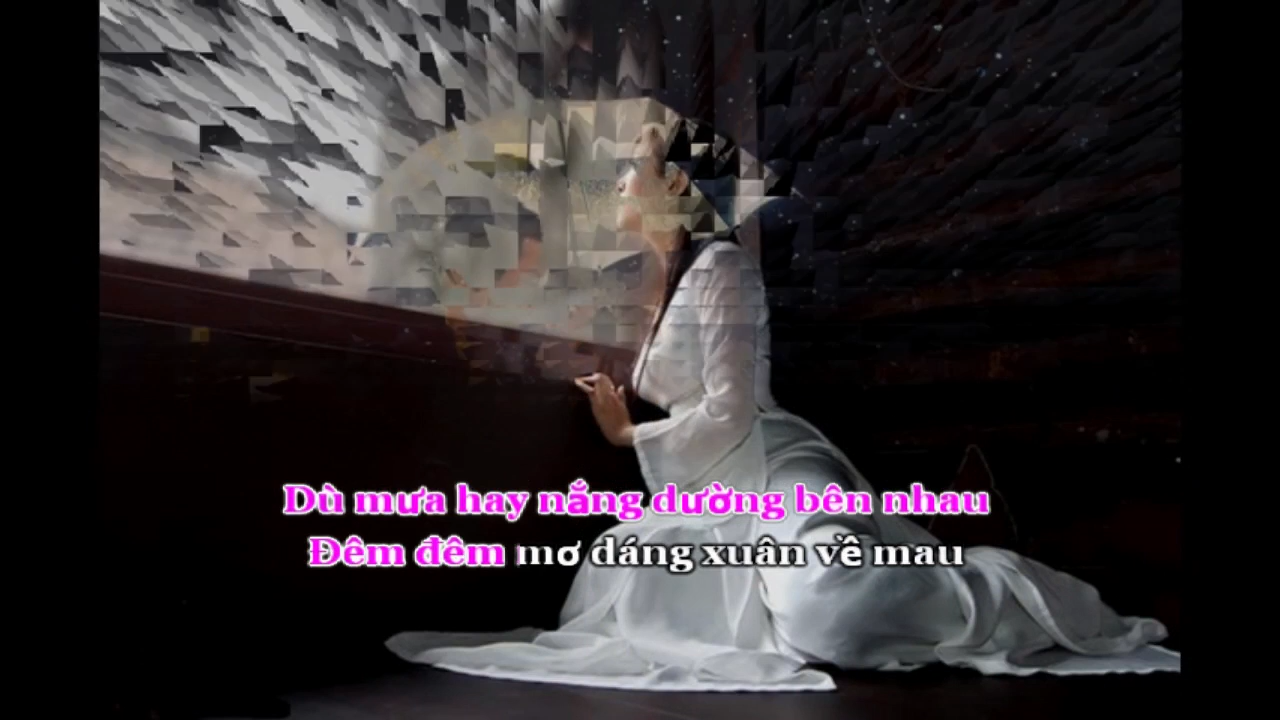 Dù mưa hay nắng dường bên nhau
Đêm đêm mơ dáng xuân về mau